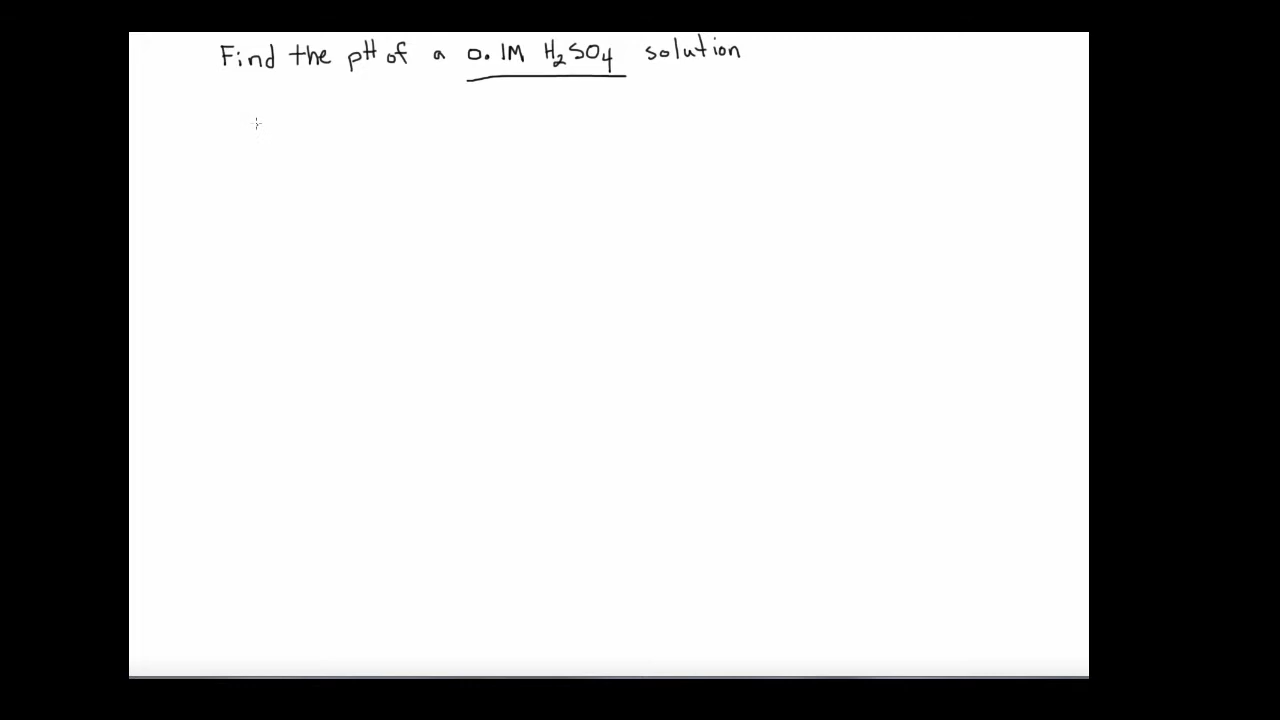 Find the pH of a 0.1M H₂SO₄ solution